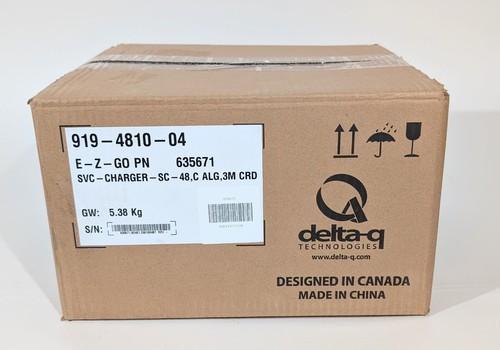 919-4810-04
E-Z-GO PN 635671
SVC-CHARGER-SC-48,C ALG,3M CRD
GW: 5.38 Kg
S/N:
delta-q
TECHNOLOGIES
www.delta-q.com
DESIGNED IN CANADA
MADE IN CHINA